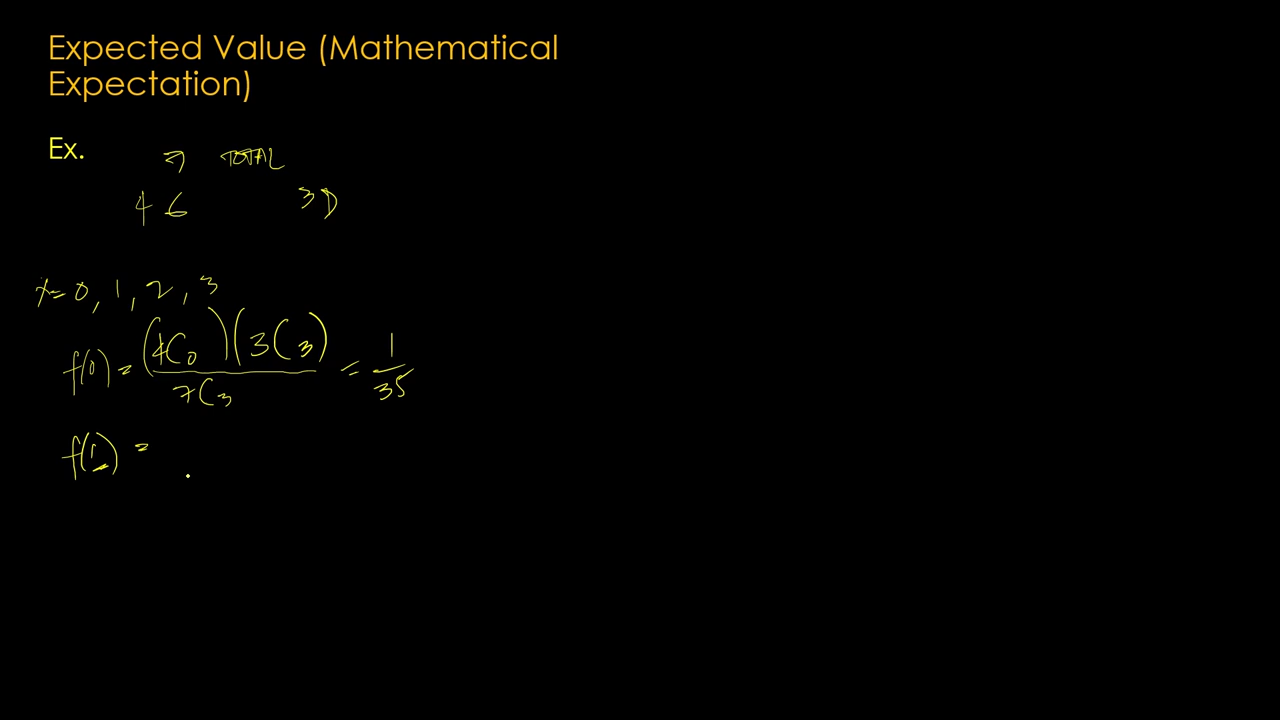 Expected Value (Mathematical
Expectation)
Ex.
7 TOTAL
4 G 3 D
x = 0, 1, 2, 3
f(0) = (4C0)(3C3) / 7C3 = 1/35
f(1) =